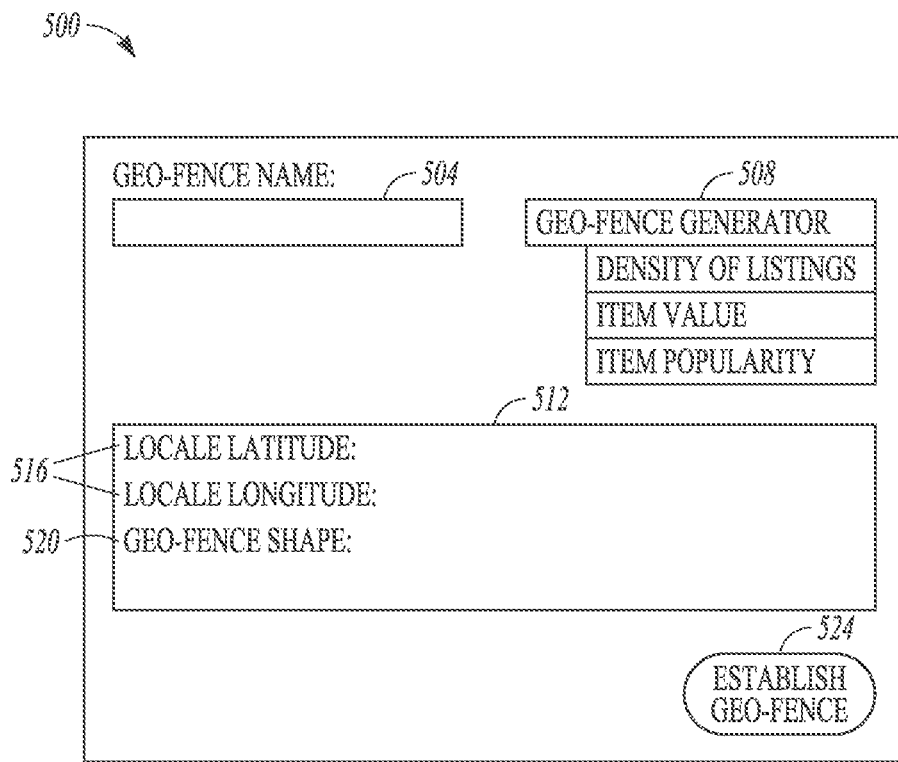 500
GEO-FENCE NAME:
504
508
GEO-FENCE GENERATOR
DENSITY OF LISTINGS
ITEM VALUE
ITEM POPULARITY
512
516
LOCALE LATITUDE:
LOCALE LONGITUDE:
520
GEO-FENCE SHAPE:
524
ESTABLISH
GEO-FENCE